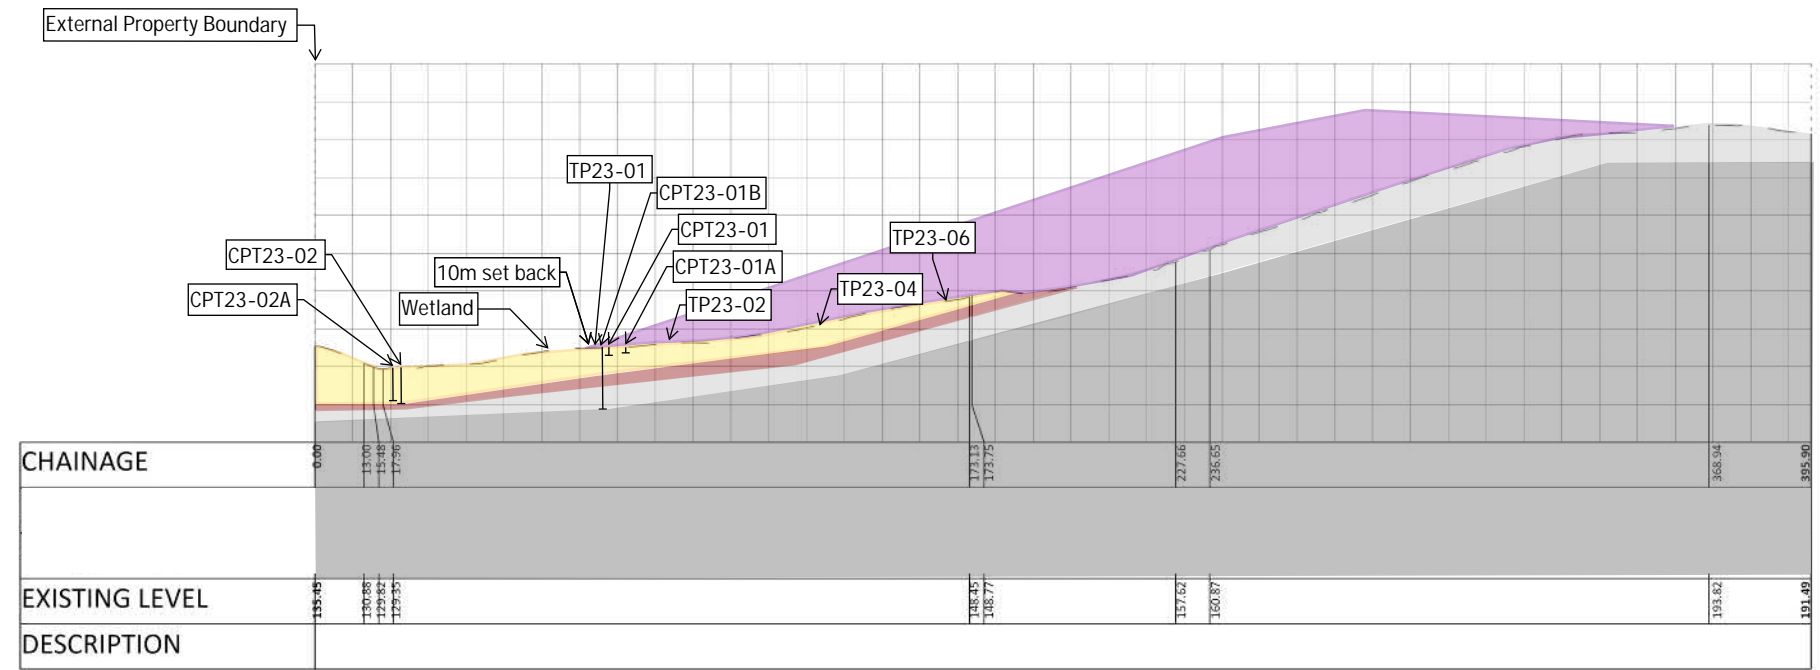 External Property Boundary
TP23-01
CPT23-01B
CPT23-01
CPT23-02
TP23-06
10m set back
CPT23-01A
CPT23-02A
Wetland
TP23-02
TP23-04
CHAINAGE
0.00
13.00
15.48
17.96
173.13
173.75
227.66
236.65
368.94
395.90
EXISTING LEVEL
135.45
130.88
129.82
129.35
148.45
148.77
157.62
160.87
193.82
191.49
DESCRIPTION